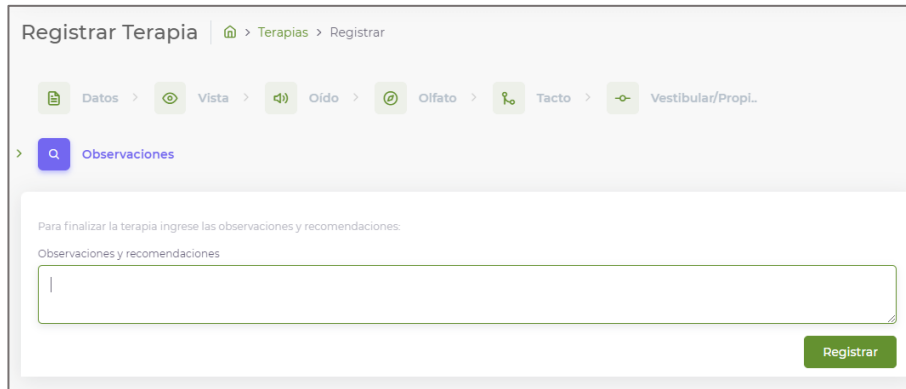 Registrar Terapia > Terapias > Registrar
Datos > Vista > Oído > Olfato > Tacto > Vestibular/Propi..
> Observaciones
Para finalizar la terapia ingrese las observaciones y recomendaciones:
Observaciones y recomendaciones
Registrar